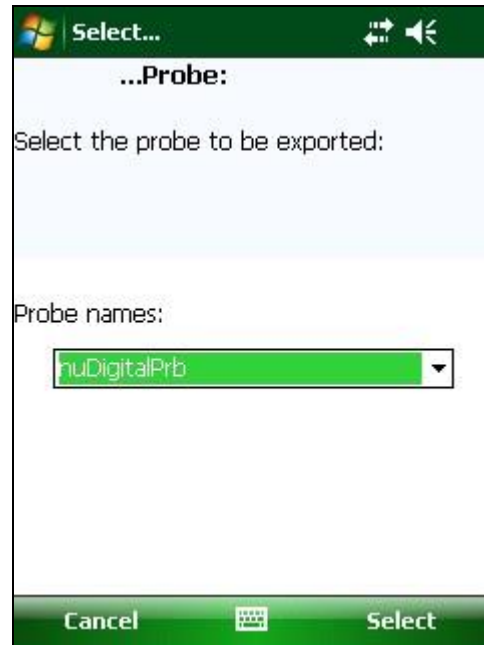 Select...
...Probe:
Select the probe to be exported:
Probe names:
nuDigitalPrb
Cancel Select